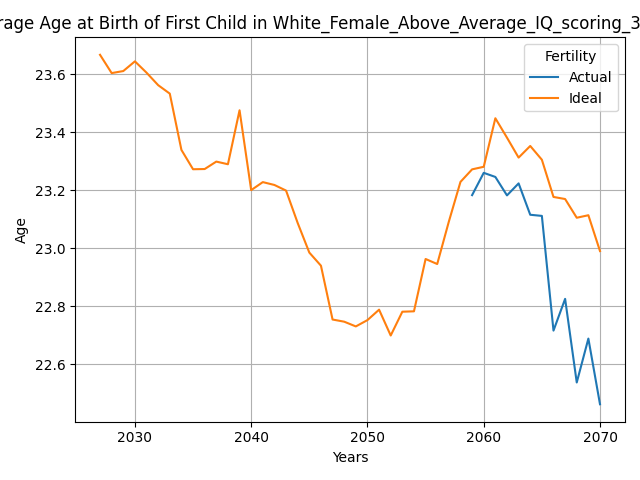 rage Age at Birth of First Child in White_Female_Above_Average_IQ_scoring_3
Fertility
Actual
Ideal
23.6
23.4
23.2
23.0
22.8
22.6
Age
2030 2040 2050 2060 2070
Years